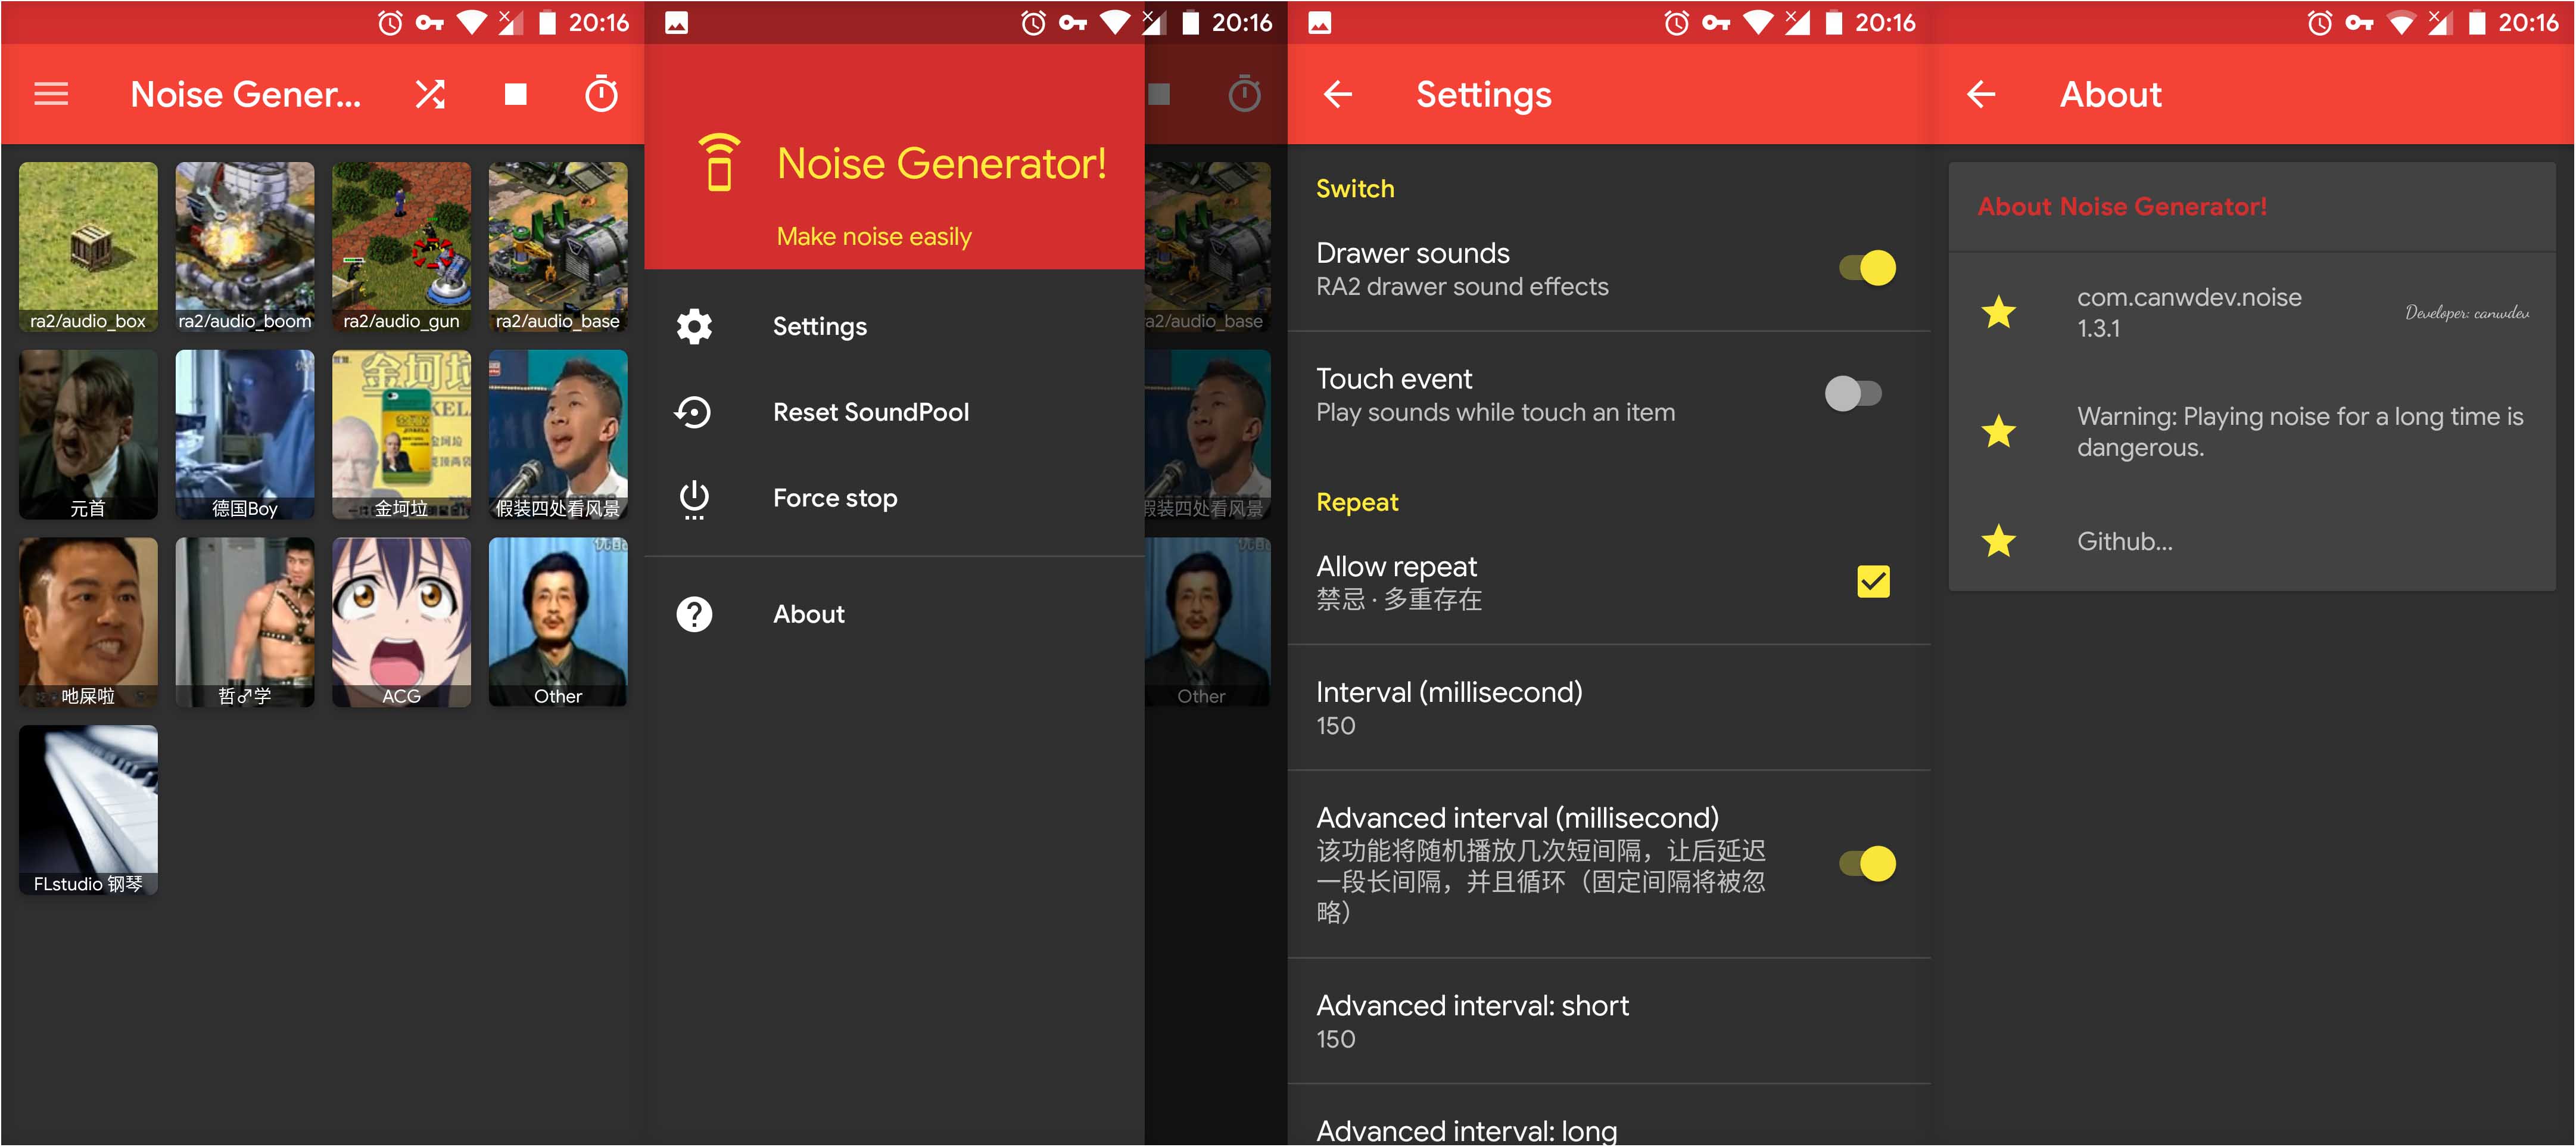 20:16
Noise Gener...
ra2/audio_box
ra2/audio_boom
ra2/audio_gun
ra2/audio_base
元首
德国Boy
金坷垃
假装四处看风景
吔屎啦
哲♂学
ACG
Other
FLstudio 钢琴
20:16
Noise Generator!
Make noise easily
Settings
Reset SoundPool
Force stop
About
a2/audio_base
假装四处看风景
Other
20:16
Settings
Switch
Drawer sounds
RA2 drawer sound effects
Touch event
Play sounds while touch an item
Repeat
Allow repeat
禁忌 · 多重存在
Interval (millisecond)
150
Advanced interval (millisecond)
该功能将随机播放几次短间隔，让后延迟
一段长间隔，并且循环（固定间隔将被忽
略）
Advanced interval: short
150
Advanced interval: long
20:16
About
About Noise Generator!
com.canwdev.noise
1.3.1
Developer: canwdev
Warning: Playing noise for a long time is
dangerous.
Github...